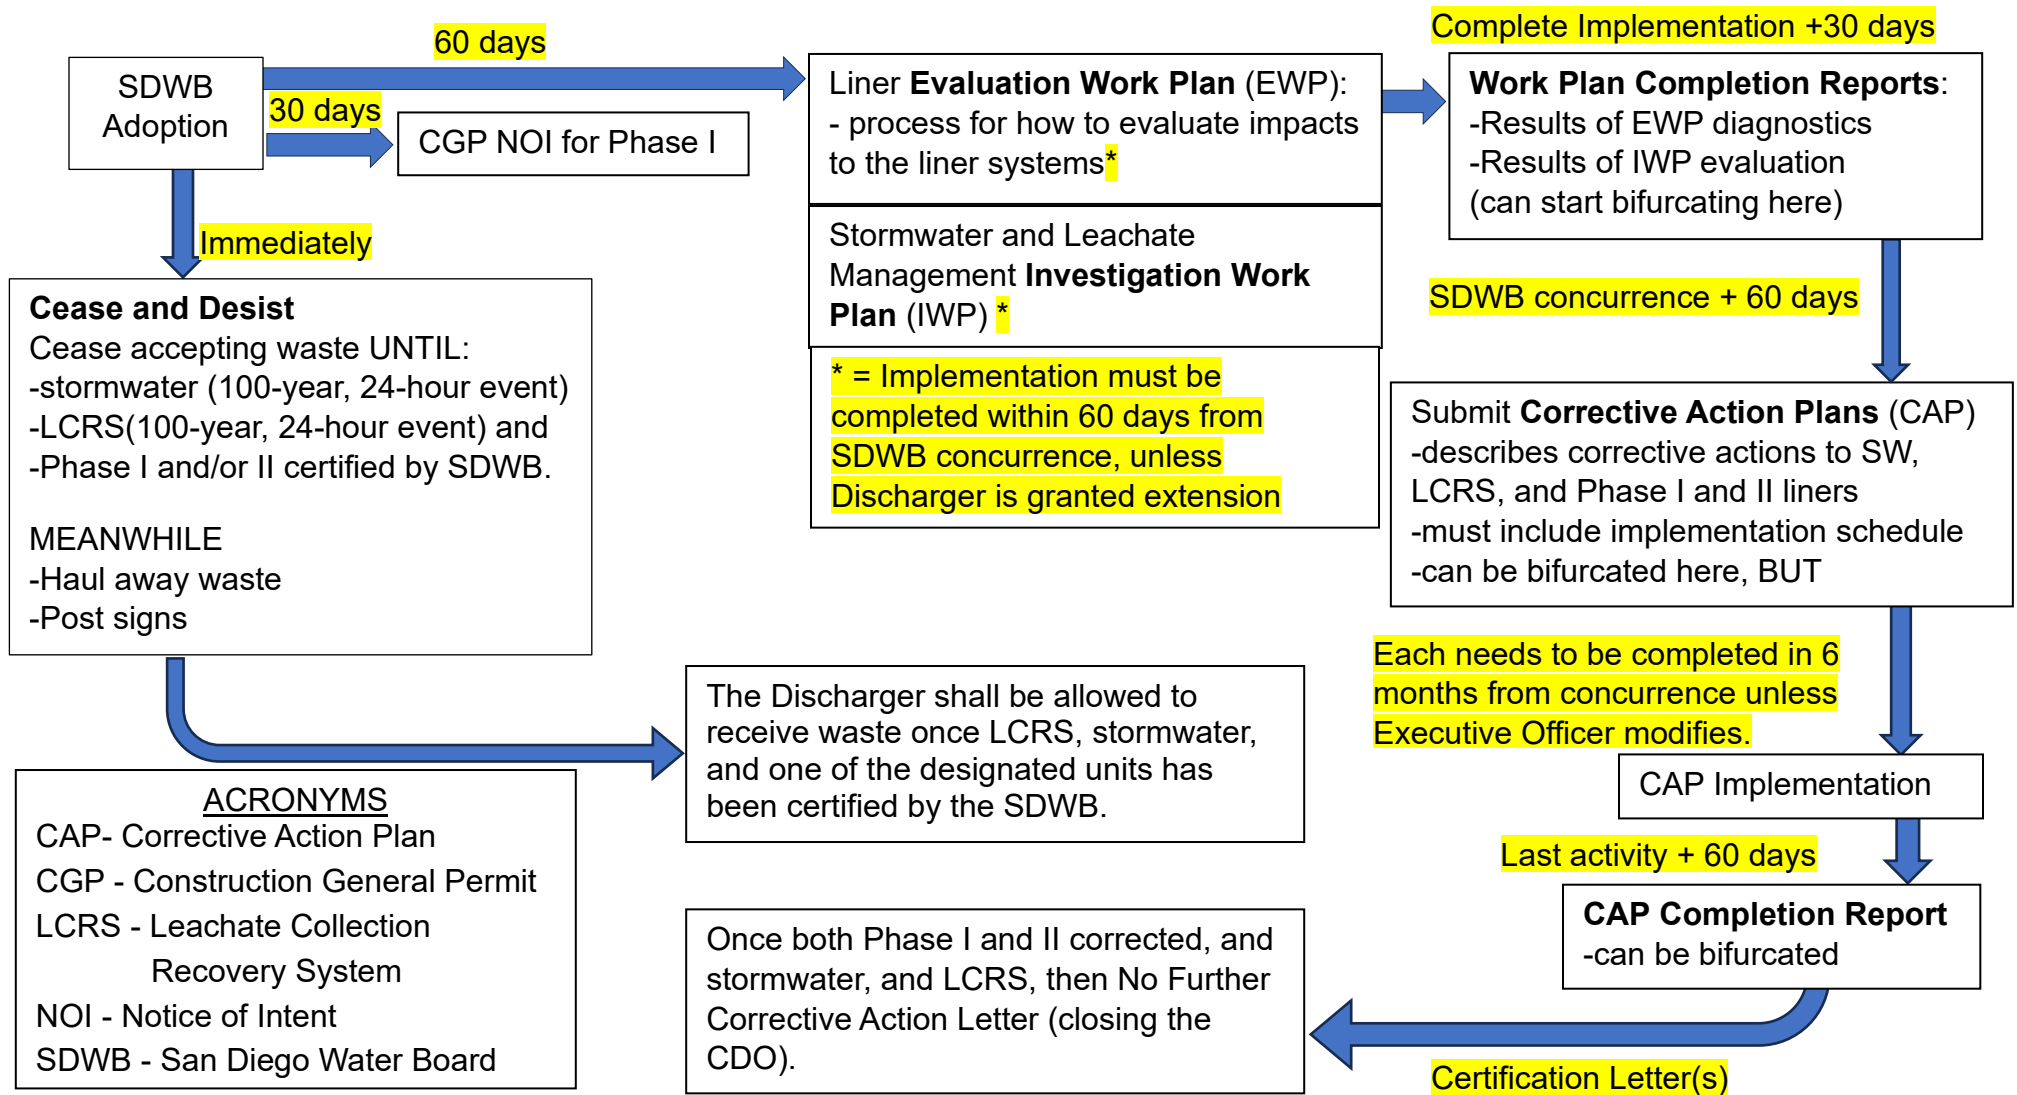 SDWB
Adoption
60 days
30 days
CGP NOI for Phase I
Immediately
Cease and Desist
Cease accepting waste UNTIL:
-stormwater (100-year, 24-hour event)
-LCRS(100-year, 24-hour event) and
-Phase I and/or II certified by SDWB.
MEANWHILE
-Haul away waste
-Post signs
Liner Evaluation Work Plan (EWP):
- process for how to evaluate impacts
to the liner systems*
Stormwater and Leachate
Management Investigation Work
Plan (IWP) *
* = Implementation must be
completed within 60 days from
SDWB concurrence, unless
Discharger is granted extension
Complete Implementation +30 days
Work Plan Completion Reports:
-Results of EWP diagnostics
-Results of IWP evaluation
(can start bifurcating here)
SDWB concurrence + 60 days
Submit Corrective Action Plans (CAP)
-describes corrective actions to SW,
LCRS, and Phase I and II liners
-must include implementation schedule
-can be bifurcated here, BUT
Each needs to be completed in 6
months from concurrence unless
Executive Officer modifies.
CAP Implementation
Last activity + 60 days
CAP Completion Report
-can be bifurcated
Certification Letter(s)
The Discharger shall be allowed to
receive waste once LCRS, stormwater,
and one of the designated units has
been certified by the SDWB.
Once both Phase I and II corrected, and
stormwater, and LCRS, then No Further
Corrective Action Letter (closing the
CDO).
ACRONYMS
CAP- Corrective Action Plan
CGP - Construction General Permit
LCRS - Leachate Collection
Recovery System
NOI - Notice of Intent
SDWB - San Diego Water Board